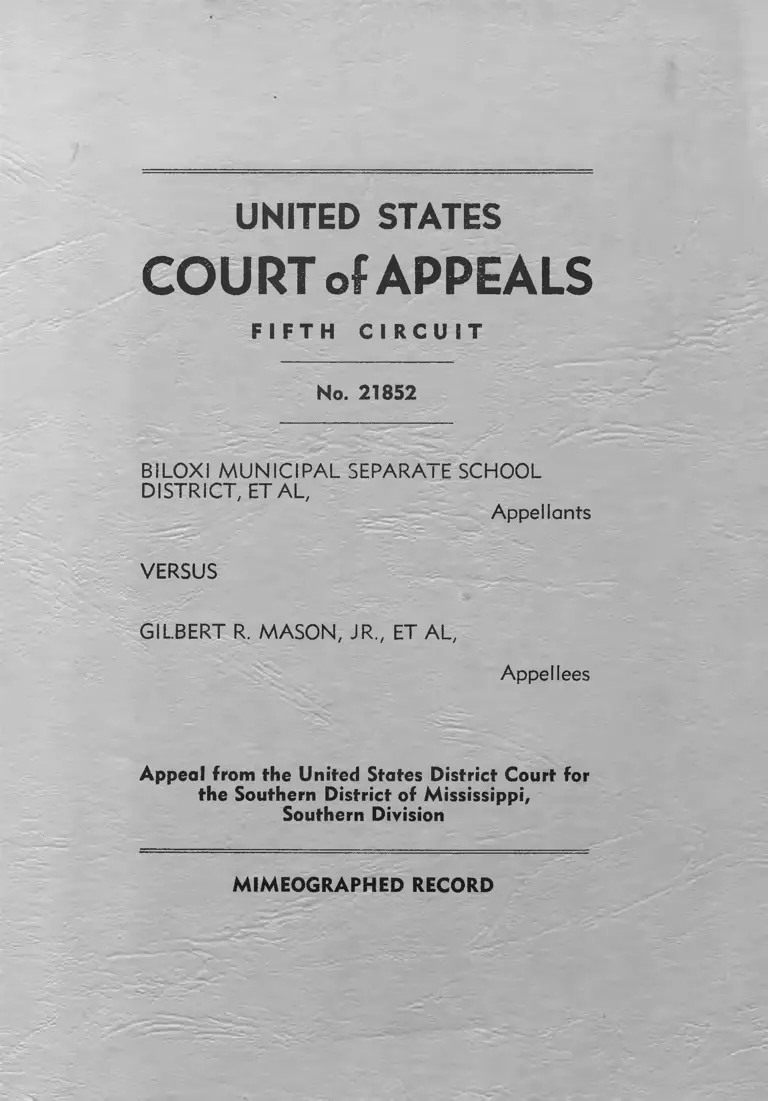 UNITED STATES
COURT of APPEALS
FIFTH CIRCUIT
No. 21852
BILOXI MUNICIPAL SEPARATE SCHOOL
DISTRICT, ET AL,
Appellants
VERSUS
GILBERT R. MASON, JR., ET AL,
Appellees
Appeal from the United States District Court for
the Southern District of Mississippi,
Southern Division
MIMEOGRAPHED RECORD